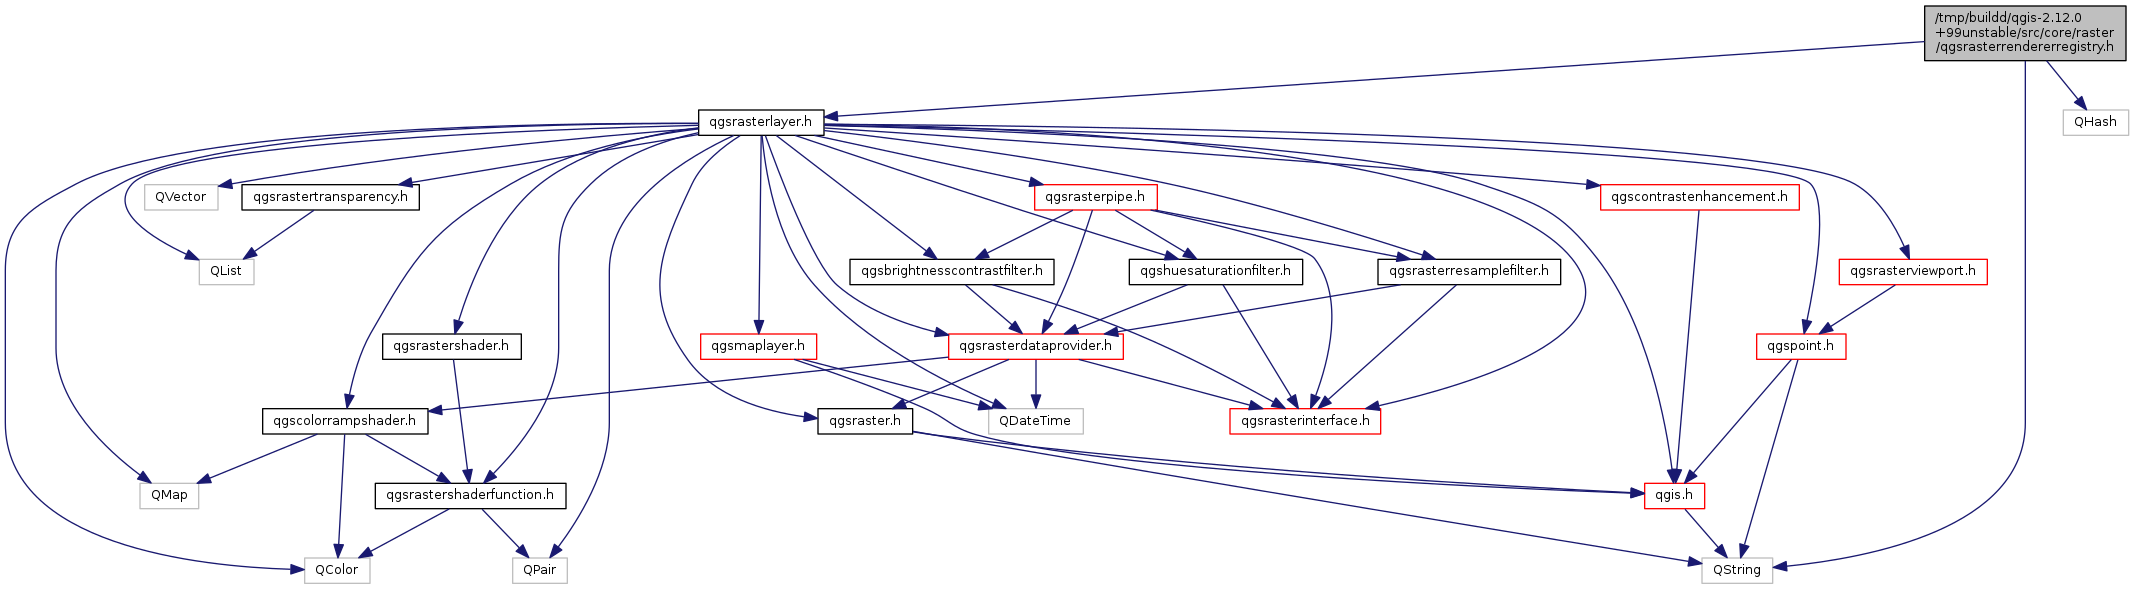 /tmp/buildd/qgis-2.12.0
+99unstable/src/core/raster
/qgsrasterrendererregistry.h
qgsrasterlayer.h
QHash
QVector
qgsrastertransparency.h
qgsrasterpipe.h
qgscontrastenhancement.h
QList
qgsbrightnesscontrastfilter.h
qgshuesaturationfilter.h
qgsrasterresamplefilter.h
qgsrasterviewport.h
qgsrastershader.h
qgsmaplayer.h
qgsrasterdataprovider.h
qgspoint.h
qgscolorrampshader.h
qgsraster.h
QDateTime
qgsrasterinterface.h
QMap
qgsrastershaderfunction.h
qgis.h
QColor
QPair
QString